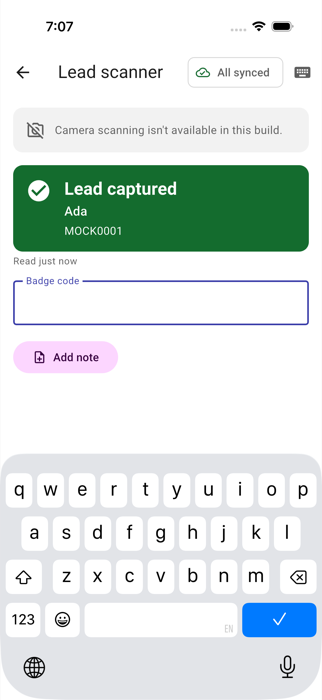 7:07
Lead scanner
All synced
Camera scanning isn't available in this build.
Lead captured
Ada
MOCK0001
Read just now
Badge code
Add note
q w e r t y u i o p
a s d f g h j k l
z x c v b n m
123
EN